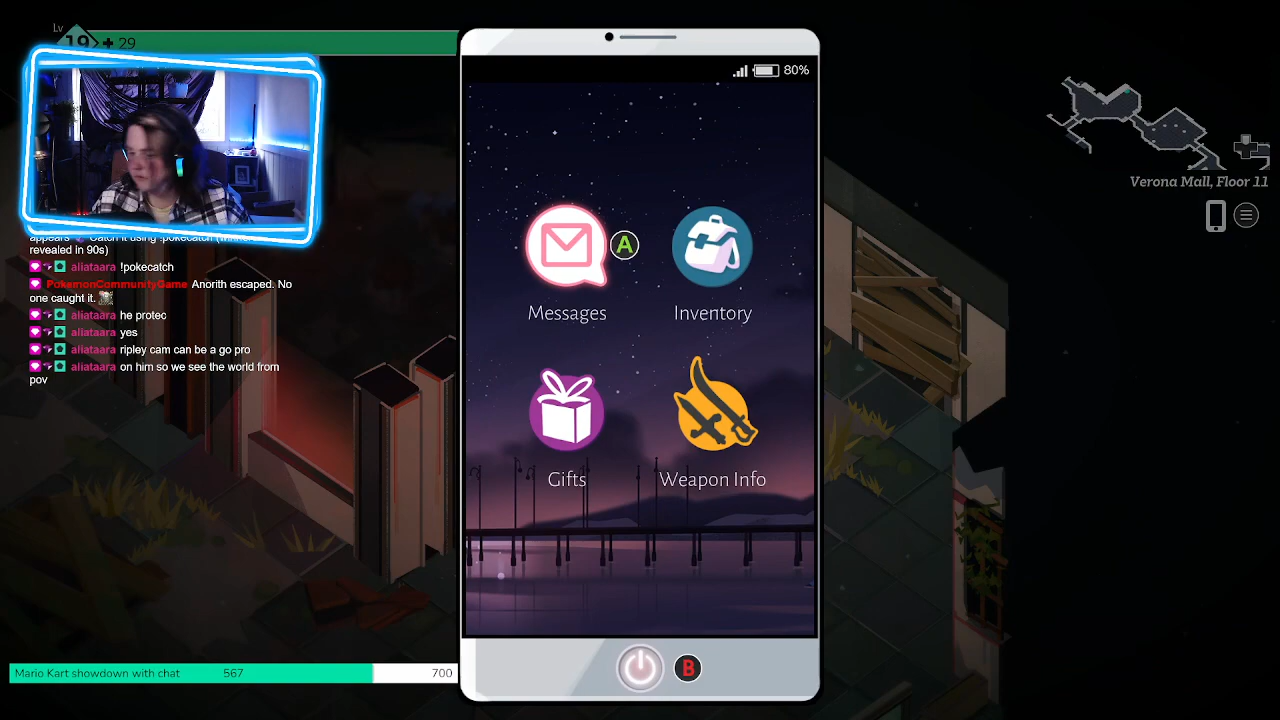 Lv
19 + 29
80%
Verona Mall, Floor 11
revealed in 90s)
aliataara !pokecatch
PokemonCommunityGame Anorith escaped. No
one caught it.
aliataara he protec
aliataara yes
aliataara ripley cam can be a go pro
aliataara on him so we see the world from
pov
A
Messages
Inventory
Gifts
Weapon Info
Mario Kart showdown with chat 567 700
B